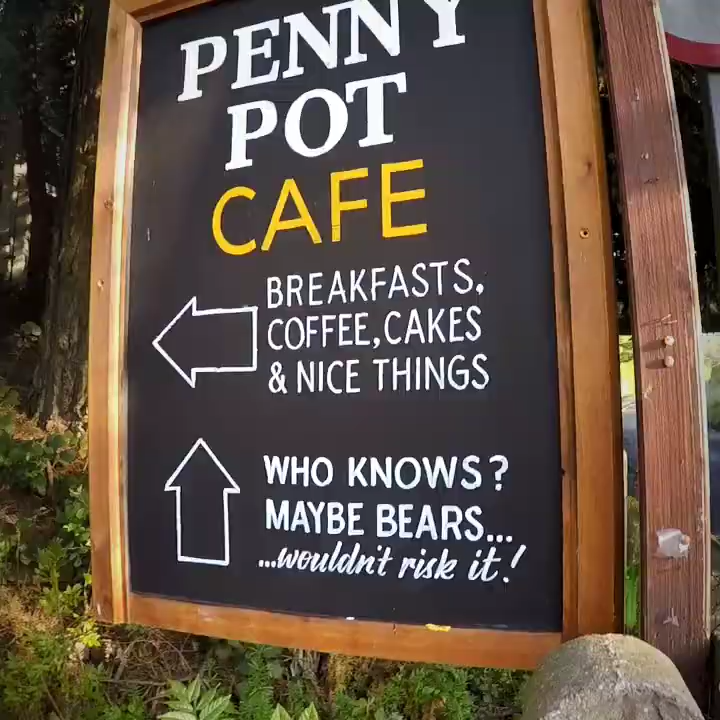 PENNY
POT
CAFE
BREAKFASTS,
COFFEE, CAKES
& NICE THINGS
WHO KNOWS?
MAYBE BEARS...
...wouldn't risk it!